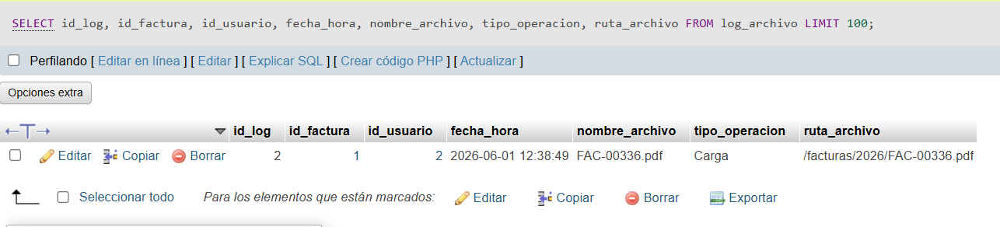 SELECT id_log, id_factura, id_usuario, fecha_hora, nombre_archivo, tipo_operacion, ruta_archivo FROM log_archivo LIMIT 100;
Perfilando [ Editar en línea ] [ Editar ] [ Explicar SQL ] [ Crear código PHP ] [ Actualizar ]
Opciones extra
id_log id_factura id_usuario fecha_hora nombre_archivo tipo_operacion ruta_archivo
Editar Copiar Borrar 2 1 2 2026-06-01 12:38:49 FAC-00336.pdf Carga /facturas/2026/FAC-00336.pdf
Seleccionar todo Para los elementos que están marcados: Editar Copiar Borrar Exportar